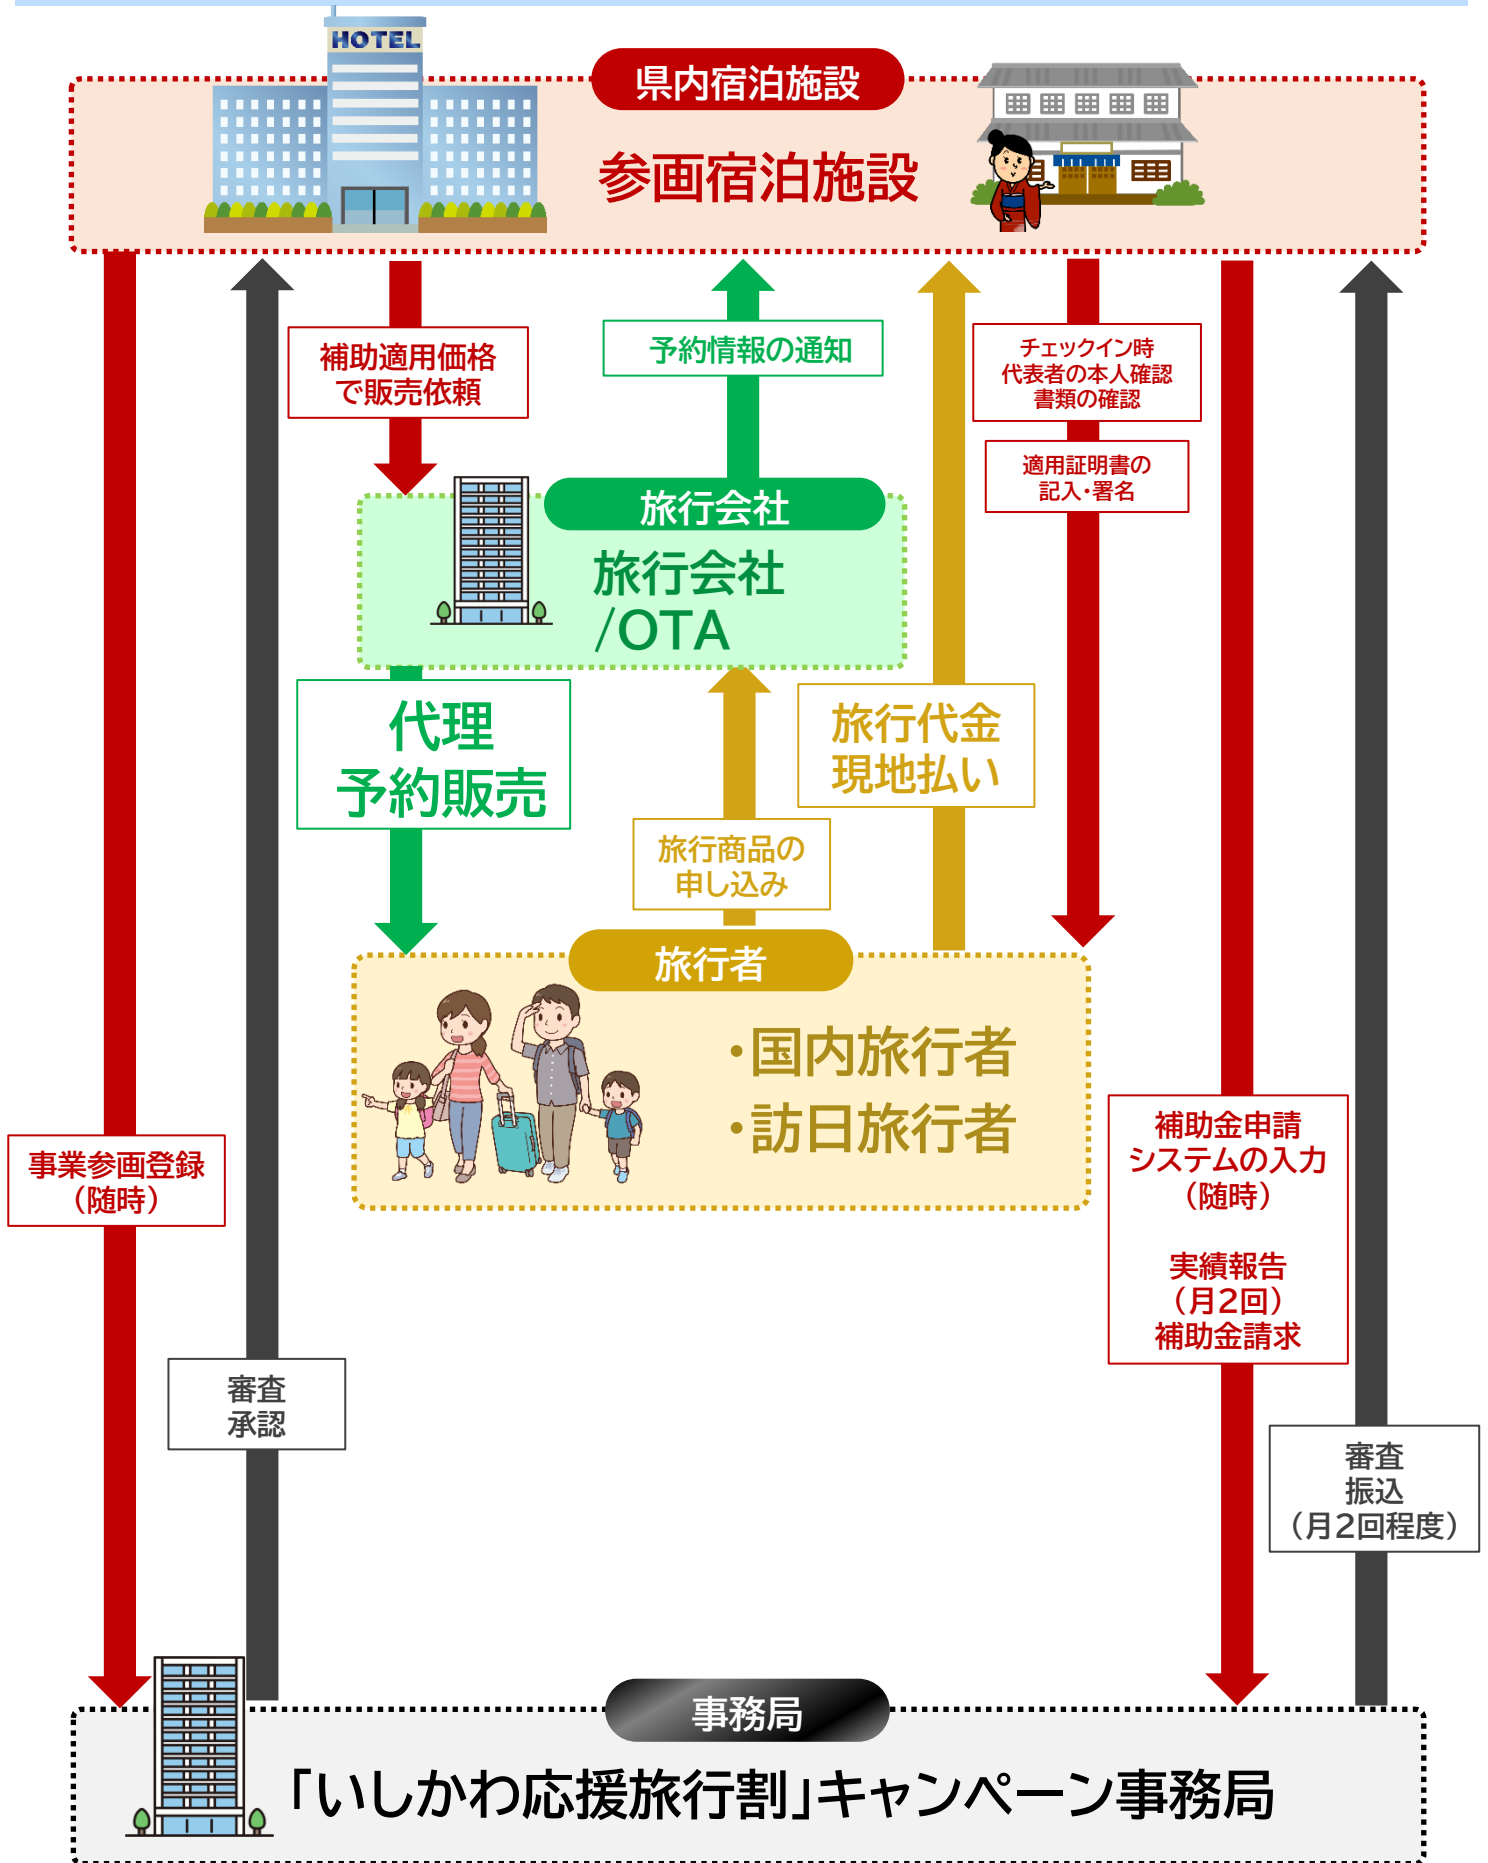 HOTEL
県内宿泊施設
参画宿泊施設
補助適用価格
で販売依頼
予約情報の通知
チェックイン時
代表者の本人確認
書類の確認
適用証明書の
記入・署名
旅行会社
旅行会社
/OTA
代理
予約販売
旅行代金
現地払い
旅行商品の
申し込み
旅行者
・国内旅行者
・訪日旅行者
事業参画登録
（随時）
補助金申請
システムの入力
（随時）
実績報告
（月2回）
補助金請求
審査
承認
審査
振込
（月2回程度）
事務局
「いしかわ応援旅行割」キャンペーン事務局